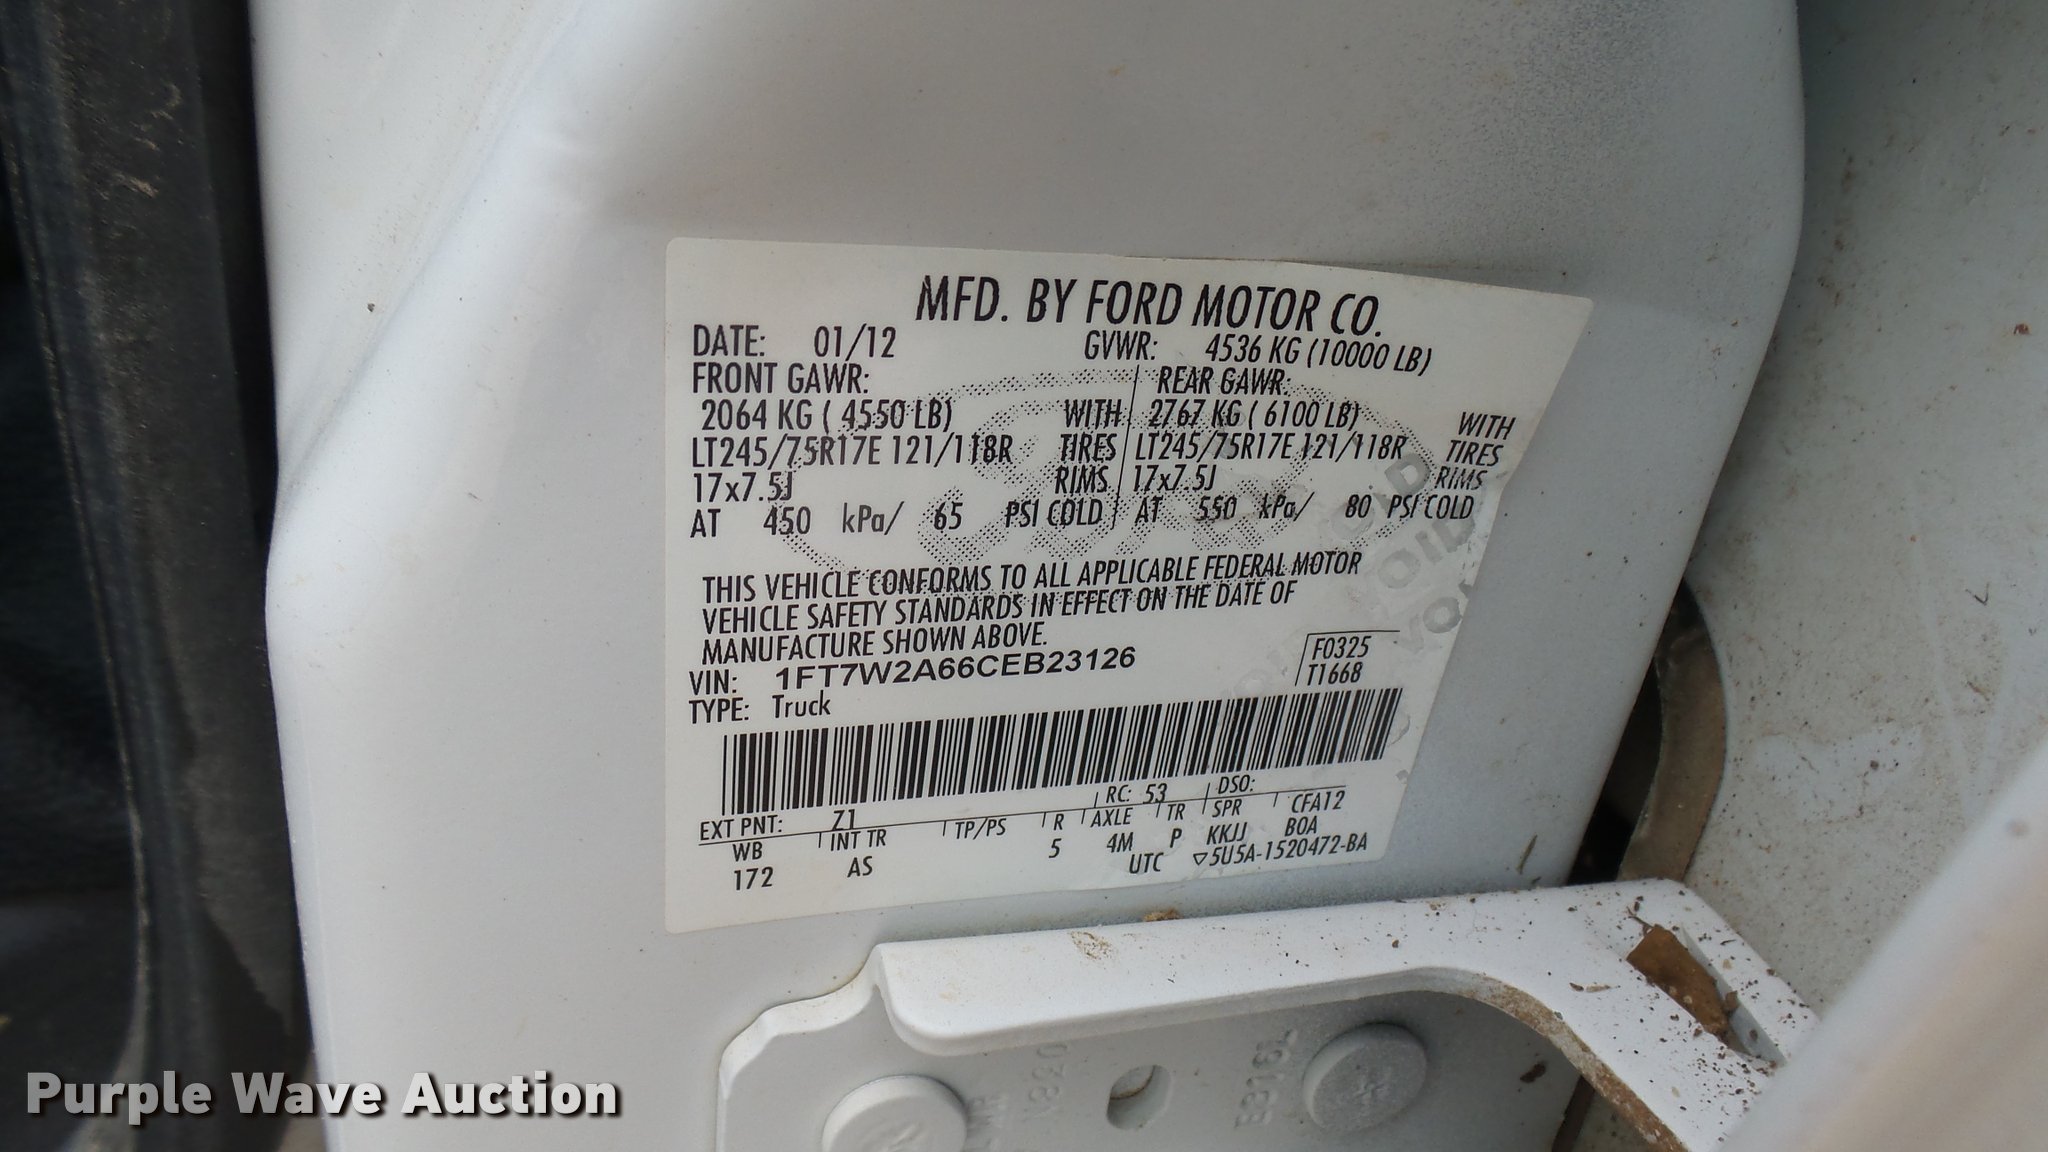 MFD. BY FORD MOTOR CO.
DATE: 01/12 GVWR: 4536 KG (10000 LB)
FRONT GAWR: REAR GAWR:
2064 KG ( 4550 LB) WITH 2767 KG ( 6100 LB) WITH
LT245/75R17E 121/118R TIRES LT245/75R17E 121/118R TIRES
17x7.5J RIMS 17x7.5J RIMS
AT 450 kPa/ 65 PSI COLD AT 550 kPa/ 80 PSI COLD
THIS VEHICLE CONFORMS TO ALL APPLICABLE FEDERAL MOTOR
VEHICLE SAFETY STANDARDS IN EFFECT ON THE DATE OF
MANUFACTURE SHOWN ABOVE.
VIN: 1FT7W2A66CEB23126 F0325
TYPE: Truck T1668
EXT PNT: Z1 RC: 53 DSO:
WB INT TR TP/PS R AXLE TR SPR CFA12
172 AS 5 4M P KKJJ BOA
UTC ▽5U5A-1520472-BA
VOID
Purple Wave Auction